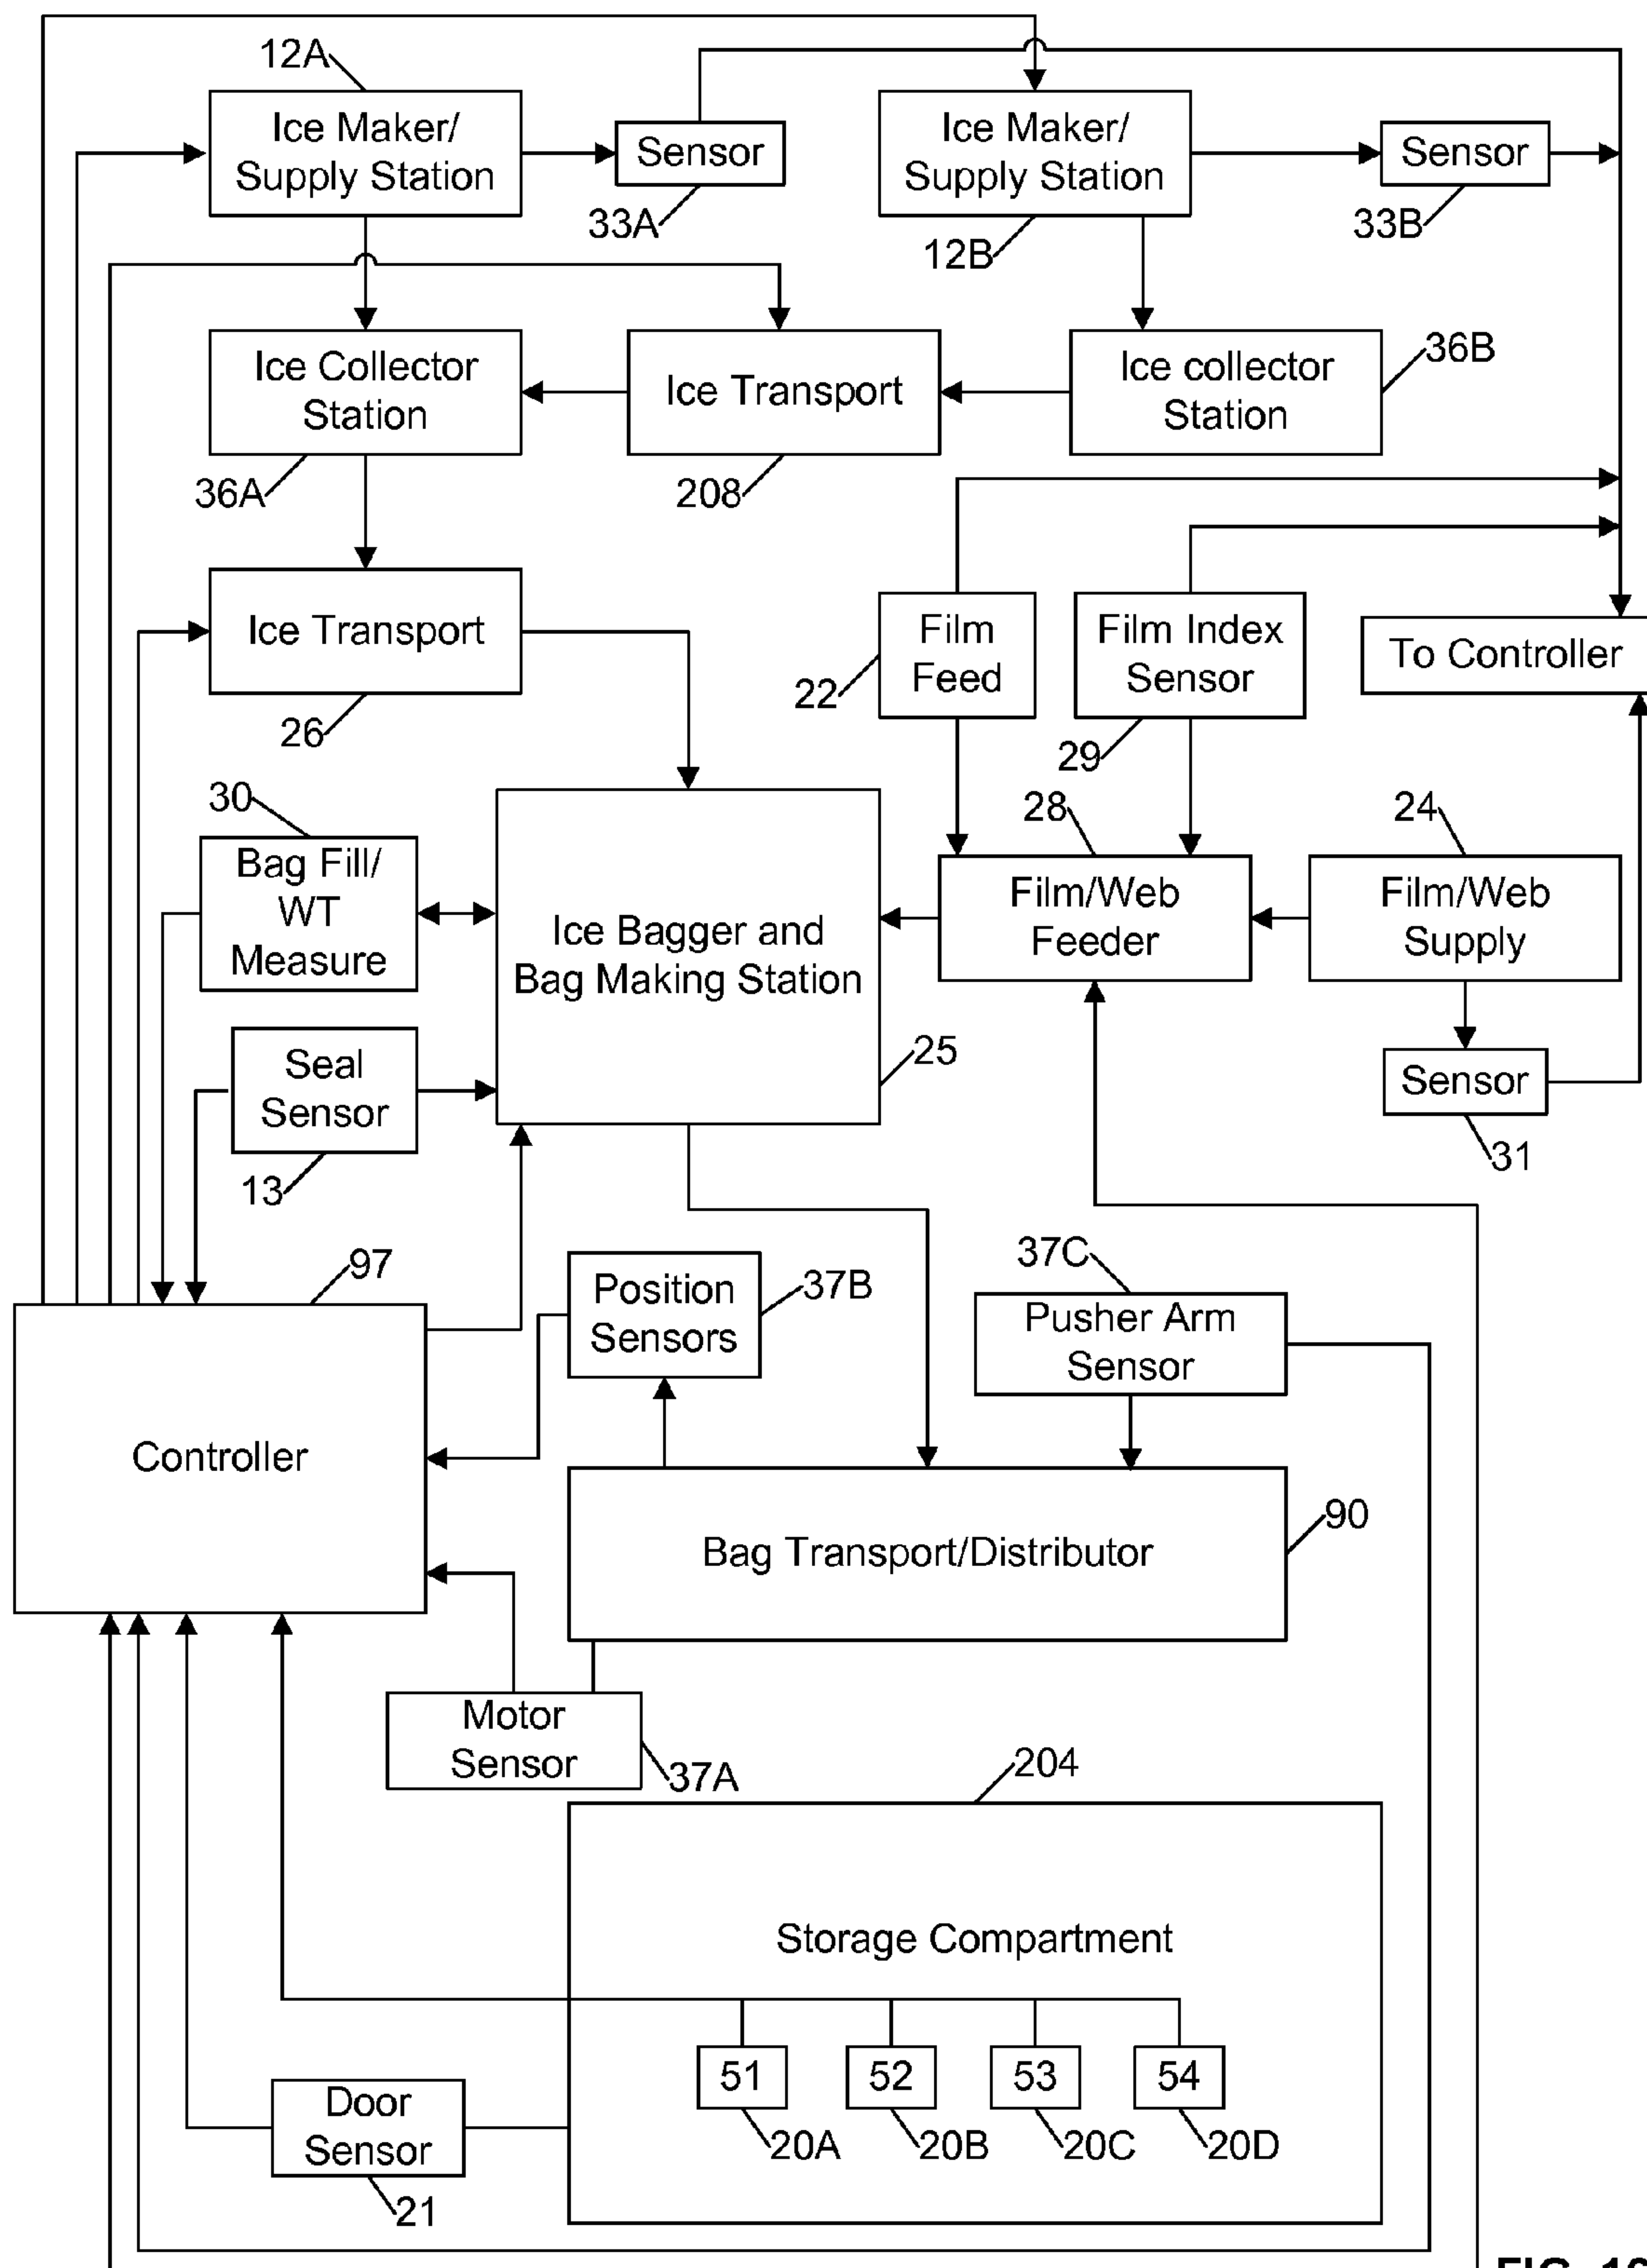 12A
Ice Maker/
Supply Station
Sensor
33A
Ice Maker/
Supply Station
12B
Sensor
33B
Ice Collector
Station
36A
Ice Transport
208
Ice collector
Station
36B
Ice Transport
26
Film
Feed
22
Film Index
Sensor
29
To Controller
30
Bag Fill/
WT
Measure
Ice Bagger and
Bag Making Station
25
28
Film/Web
Feeder
24
Film/Web
Supply
Seal
Sensor
13
Sensor
31
97
Controller
Position
Sensors
37B
37C
Pusher Arm
Sensor
Bag Transport/Distributor
90
Motor
Sensor
37A
204
Storage Compartment
51
52
53
54
20A
20B
20C
20D
Door
Sensor
21